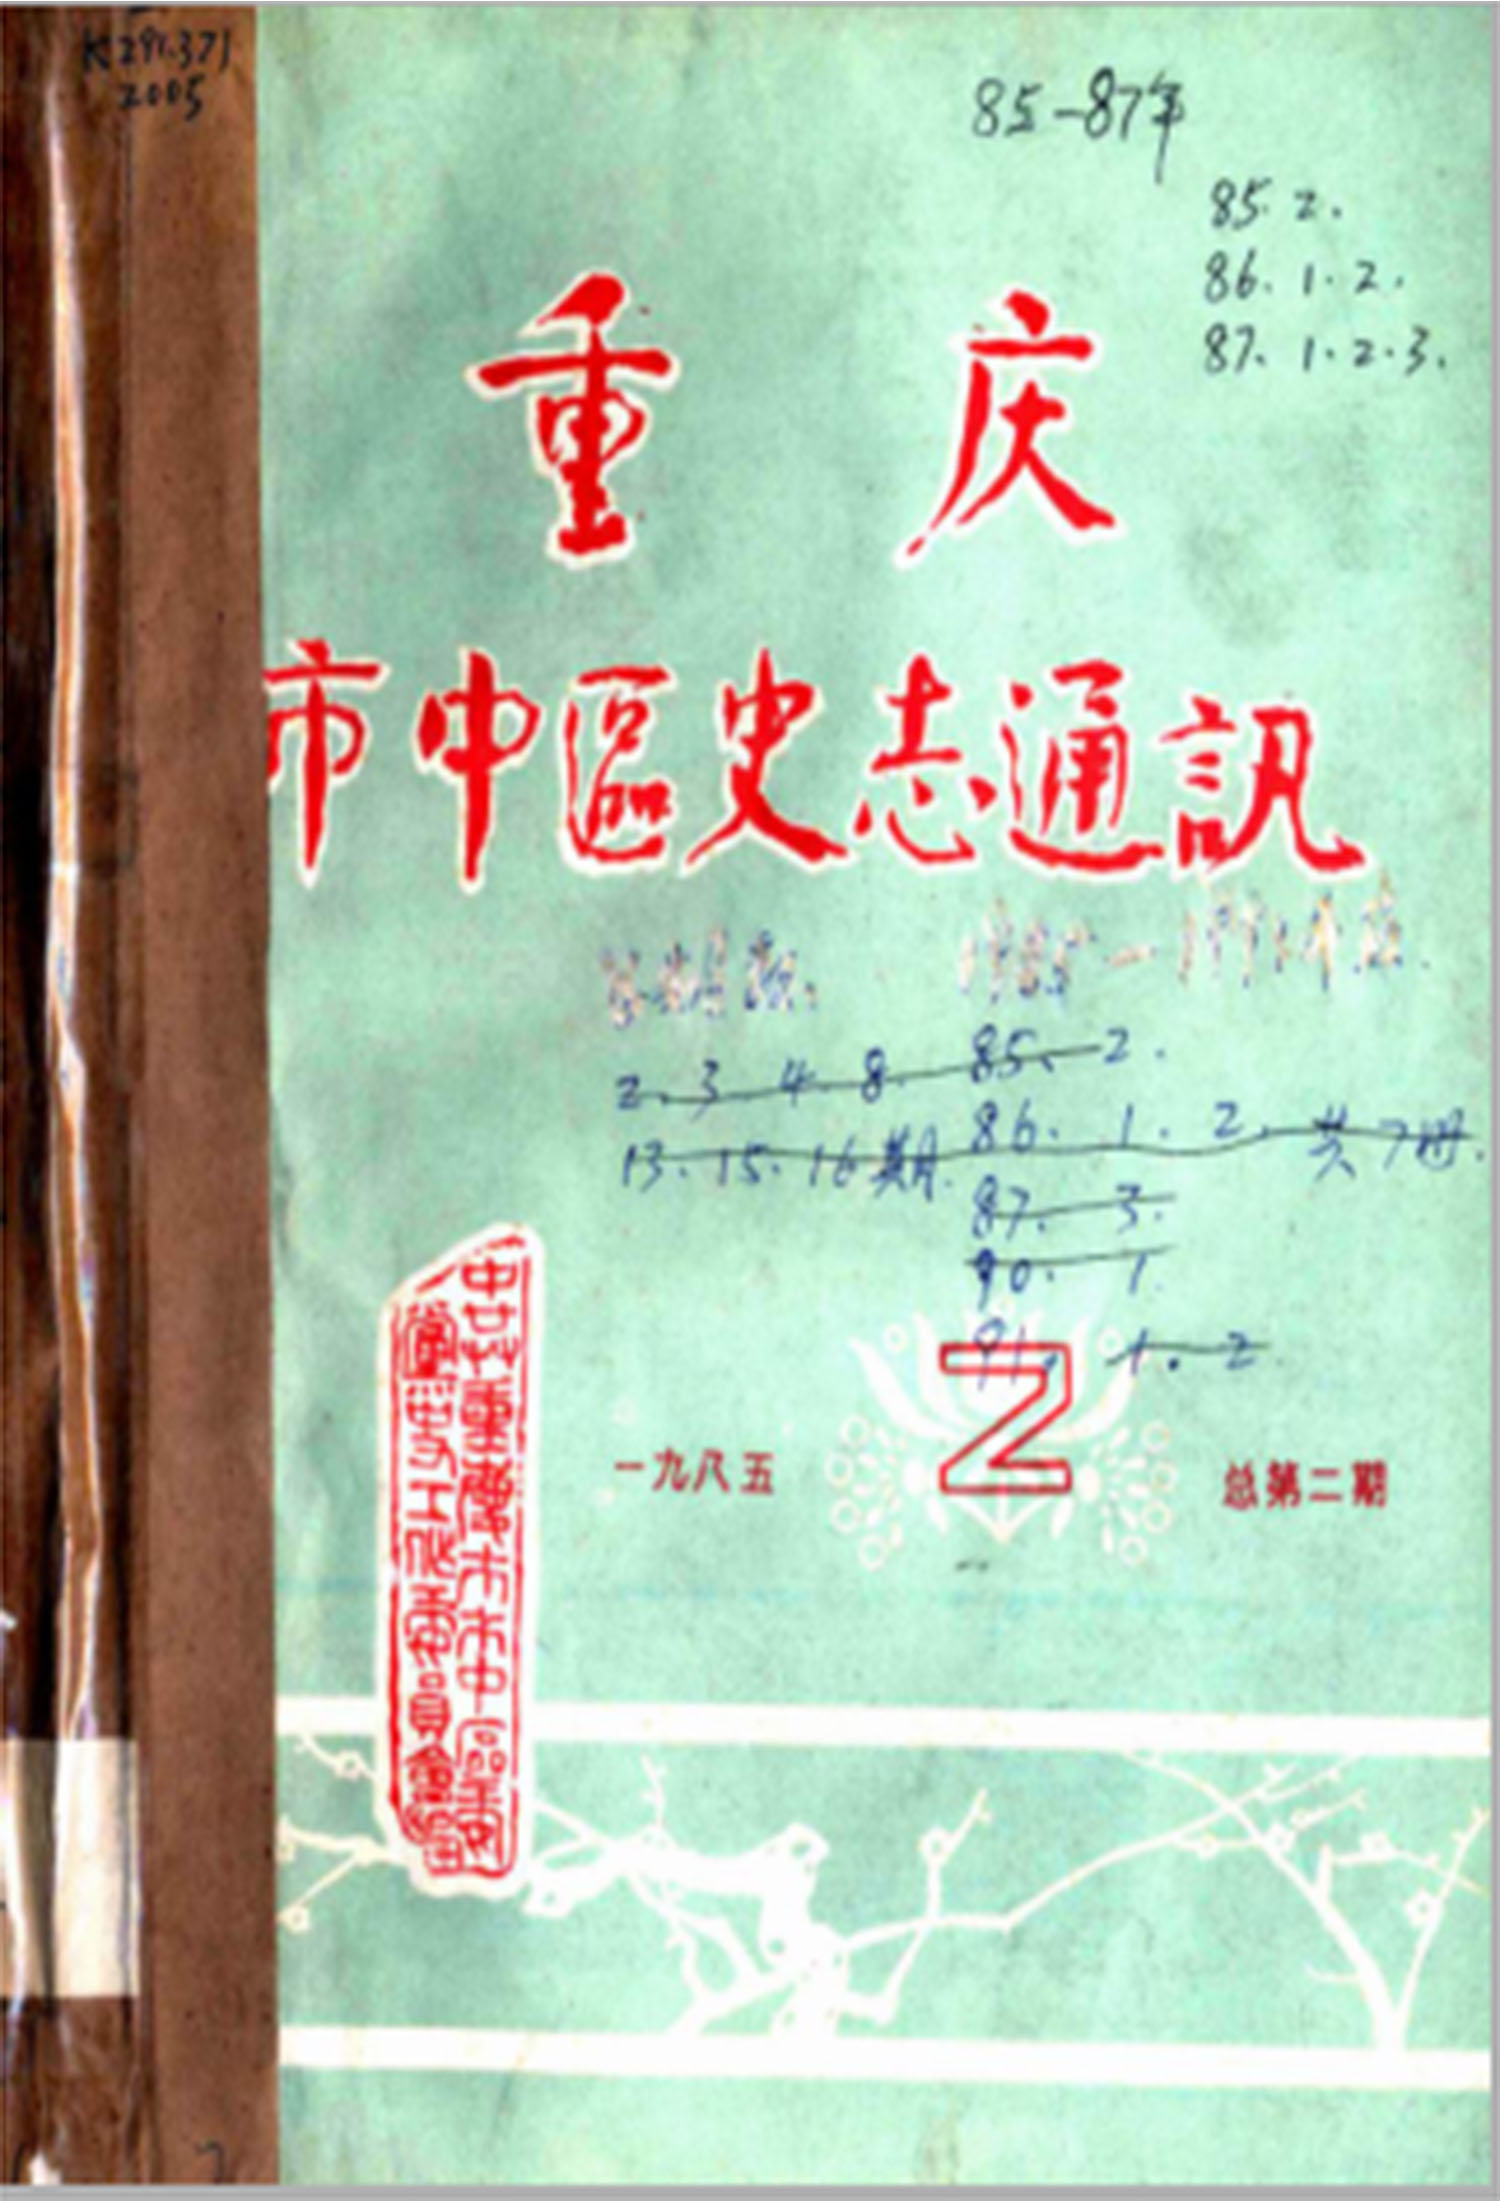 K291.371
2005
85-87年
85.2.
86.1.2.
87.1.2.3.
重庆
市中區史志通訊
2.3.4.8.
13.15.16期.
85.2.
86.1.2.共7册.
87.3.
90.1
91.1.2
一九八五
2
总第二期
中共重慶市市中區委
黨史工作委員會編